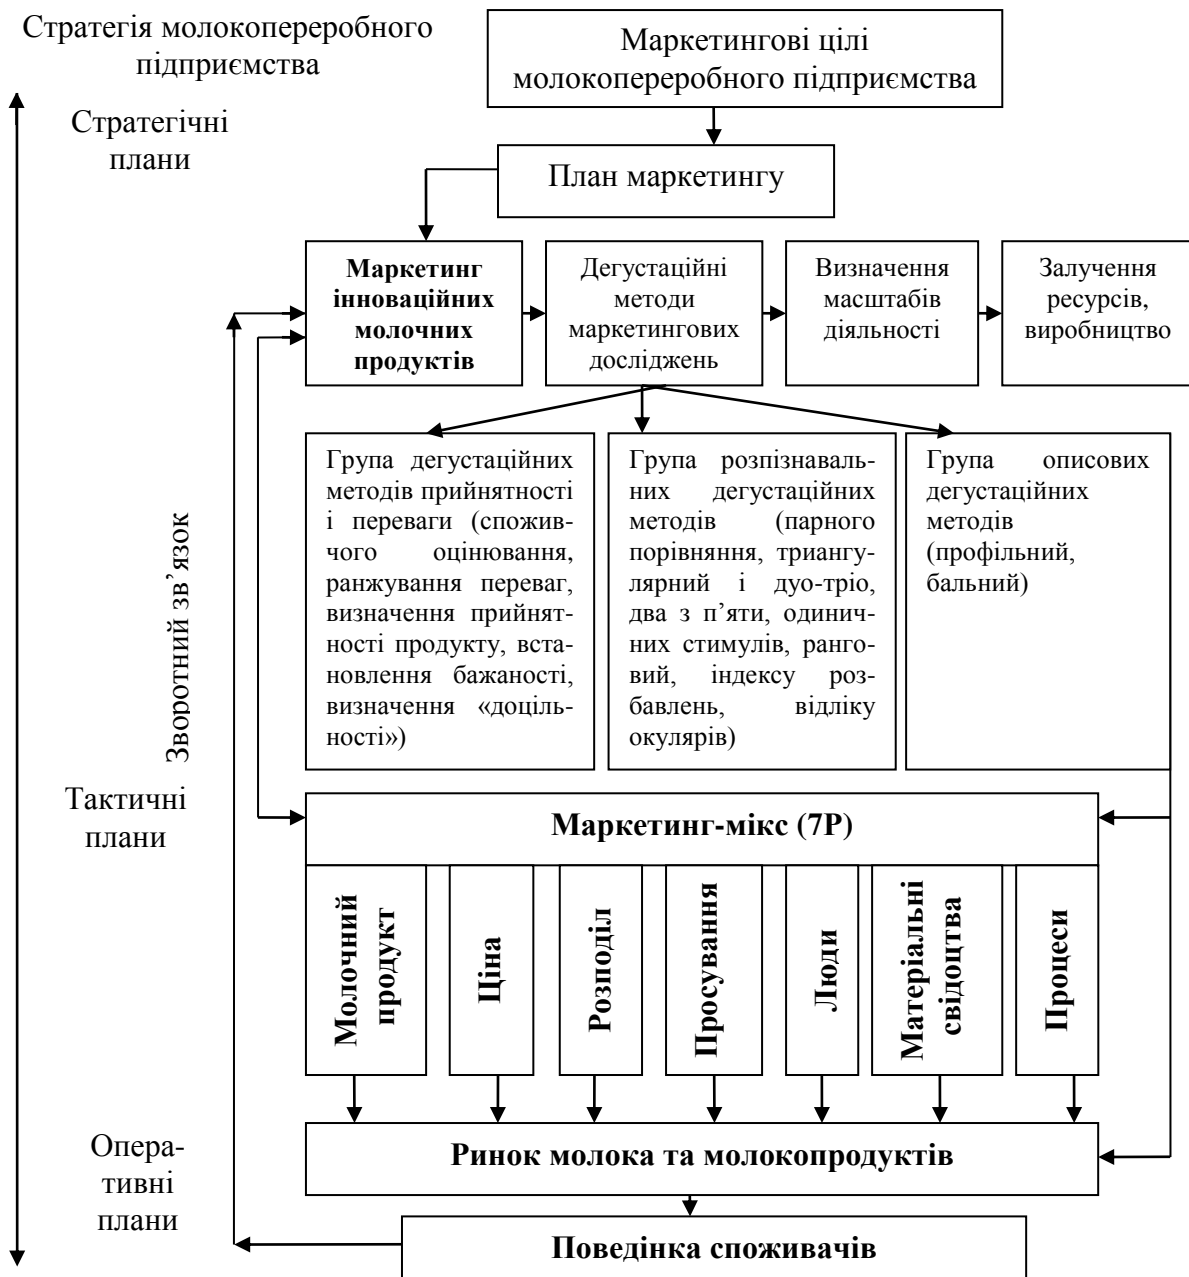 Стратегія молокопереробного
підприємства
Маркетингові цілі
молокопереробного підприємства
Стратегічні
плани
План маркетингу
Маркетинг
інноваційних
молочних
продуктів
Дегустаційні
методи
маркетингових
досліджень
Визначення
масштабів
діяльності
Залучення
ресурсів,
виробництво
Група дегустаційних
методів прийнятності
і переваги (спожив-
чого оцінювання,
ранжування переваг,
визначення прийнят-
ності продукту, вста-
новлення бажаності,
визначення «доціль-
ності»)
Група розпізнаваль-
них дегустаційних
методів (парного
порівняння, триангу-
лярний і дуо-тріо,
два з п’яти, одинич-
них стимулів, ранго-
вий, індексу роз-
бавлень, відліку
окулярів)
Група описових
дегустаційних
методів
(профільний,
бальний)
Зворотний зв’язок
Тактичні
плани
Маркетинг-мікс (7Р)
Молочний
продукт
Ціна
Розподіл
Просування
Люди
Матеріальні
свідоцтва
Процеси
Опера-
тивні
плани
Ринок молока та молокопродуктів
Поведінка споживачів